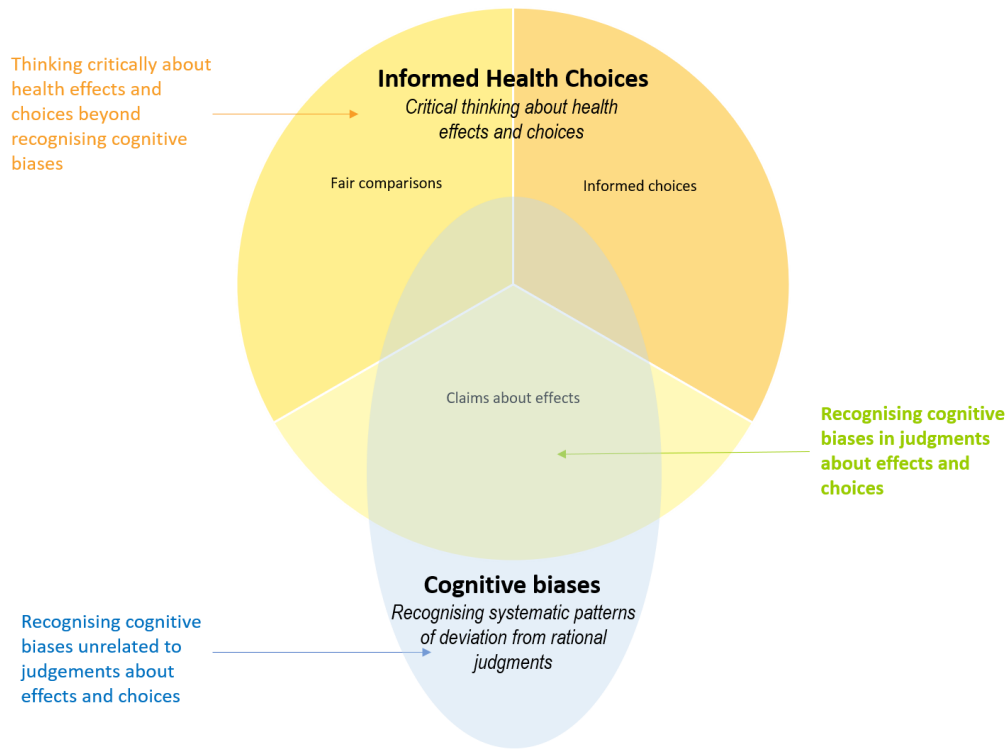 Thinking critically about
health effects and
choices beyond
recognising cognitive
biases
Informed Health Choices
Critical thinking about health
effects and choices
Fair comparisons
Informed choices
Claims about effects
Recognising cognitive
biases in judgments
about effects and
choices
Cognitive biases
Recognising systematic patterns
of deviation from rational
judgments
Recognising cognitive
biases unrelated to
judgements about
effects and choices